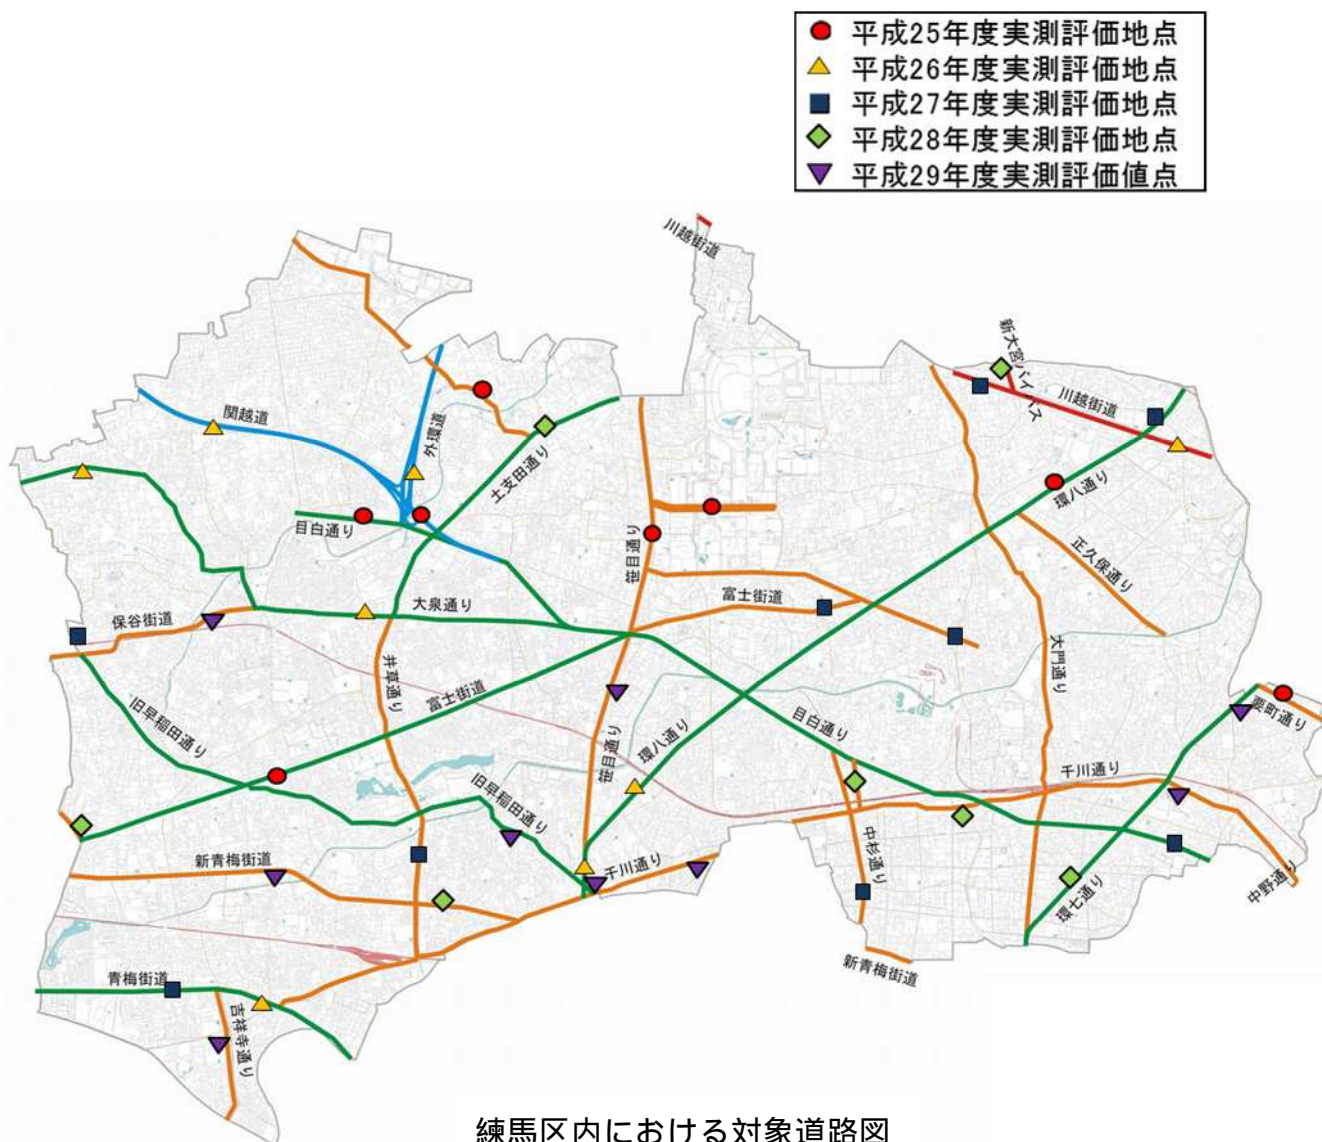 平成25年度実測評価地点
平成26年度実測評価地点
平成27年度実測評価地点
平成28年度実測評価地点
平成29年度実測評価値点
川越街道
新大宮バイパス
川越街道
関越道
外環道
土支田通り
環八通り
目白通り
笹目通り
正久保通り
富士街道
大泉通り
保谷街道
井草通り
大門通り
富士街道
旧早稲田通り
要町通り
目白通り
環八通り
笹目通り
千川通り
旧早稲田通り
中杉通り
新青梅街道
千川通り
環七通り
中野通り
新青梅街道
青梅街道
吉祥寺通り
練馬区内における対象道路図